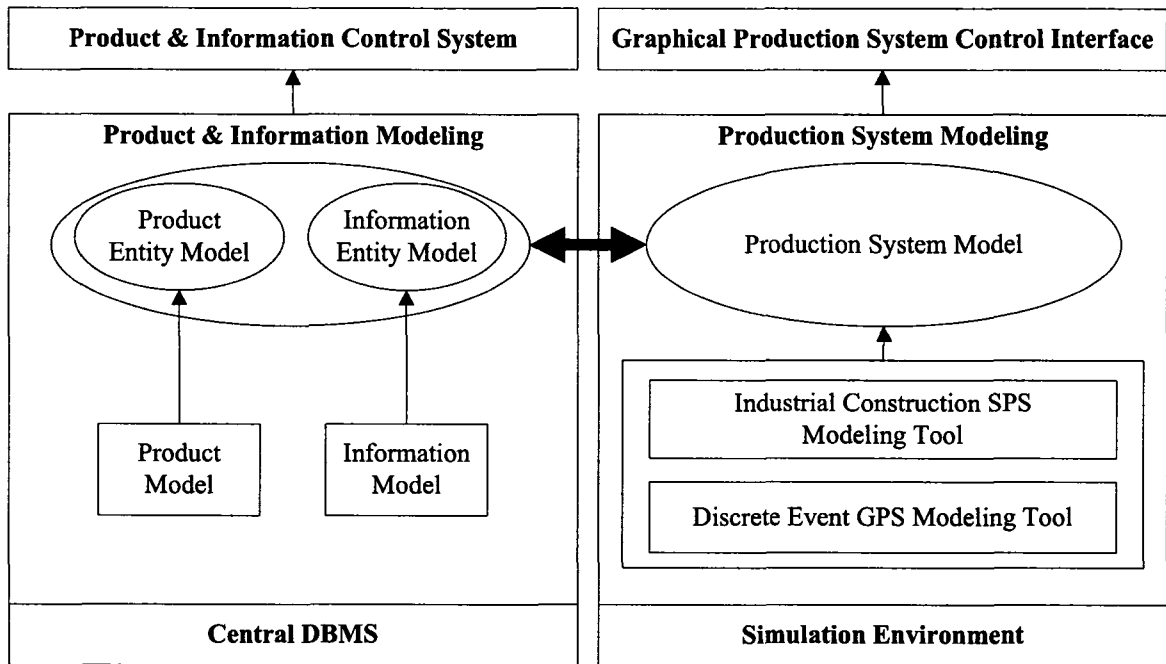 Product & Information Control System
Graphical Production System Control Interface
Product & Information Modeling
Production System Modeling
Product
Entity Model
Information
Entity Model
Production System Model
Industrial Construction SPS
Modeling Tool
Product
Model
Information
Model
Discrete Event GPS Modeling Tool
Central DBMS
Simulation Environment